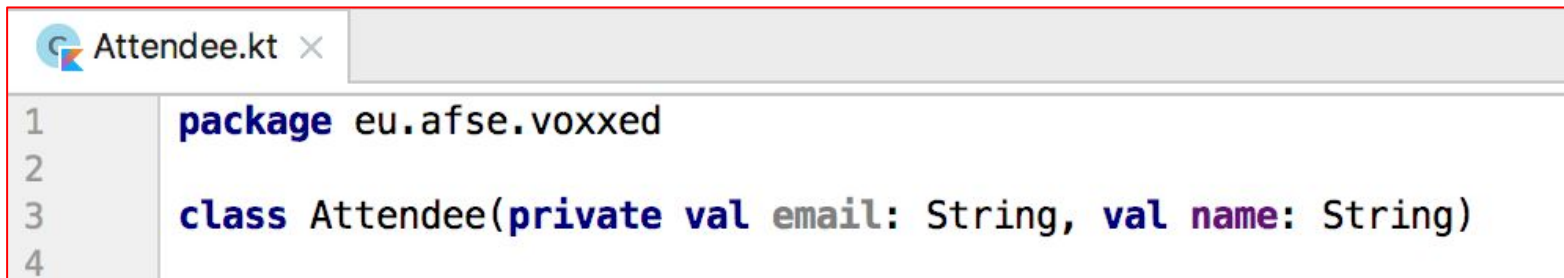 Attendee.kt
1 package eu.afse.voxxed
2
3 class Attendee(private val email: String, val name: String)
4